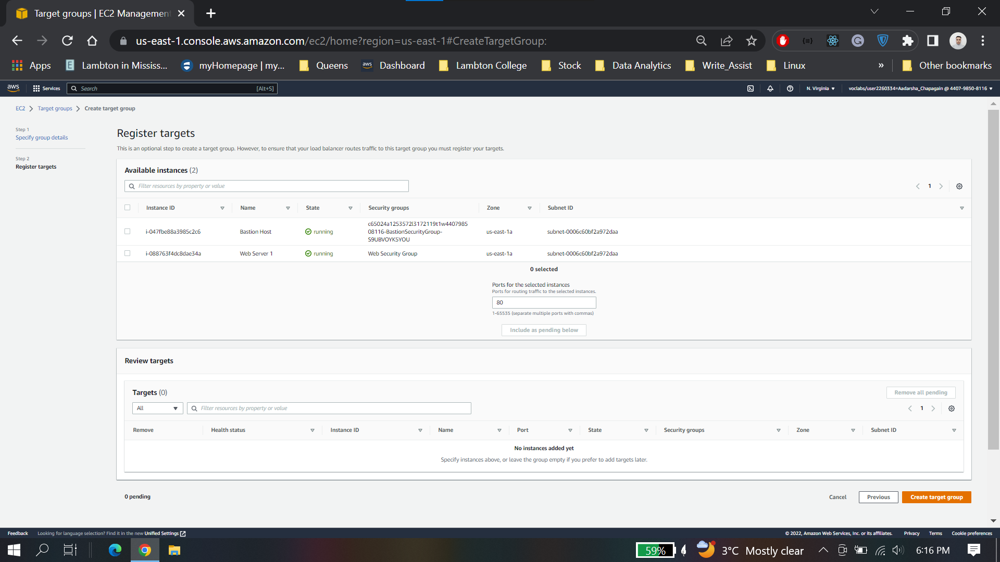 Target groups | EC2 Management
us-east-1.console.aws.amazon.com/ec2/home?region=us-east-1#CreateTargetGroup:
Apps
Lambton in Mississ...
myHomepage | my...
Queens
aws
Dashboard
Lambton College
Stock
Data Analytics
Write_Assist
Linux
»
Other bookmarks
aws
Services
Search
[Alt+S]
N. Virginia
voclabs/user2260334=Aadarsha_Chapagain @ 4407-9850-8116
EC2 > Target groups > Create target group
Step 1
Specify group details
Step 2
Register targets
Register targets
This is an optional step to create a target group. However, to ensure that your load balancer routes traffic to this target group you must register your targets.
Available instances (2)
Filter resources by property or value
1
Instance ID Name State Security groups Zone Subnet ID
i-047fbe88a3985c2c6 Bastion Host running c65024a1253572l3172119t1w4407985
08116-BastionSecurityGroup-
S9UBVOYK5YOU us-east-1a subnet-0006c60bf2a972daa
i-088763f4dc8dae34a Web Server 1 running Web Security Group us-east-1a subnet-0006c60bf2a972daa
0 selected
Ports for the selected instances
Ports for routing traffic to the selected instances.
80
1-65535 (separate multiple ports with commas)
Include as pending below
Review targets
Targets (0)
Remove all pending
All
Filter resources by property or value
1
Remove Health status Instance ID Name Port State Security groups Zone Subnet ID
No instances added yet
Specify instances above, or leave the group empty if you prefer to add targets later.
0 pending
Cancel
Previous
Create target group
Feedback
Looking for language selection? Find it in the new Unified Settings
© 2022, Amazon Web Services, Inc. or its affiliates.
Privacy
Terms
Cookie preferences
59%
3°C Mostly clear
6:16 PM